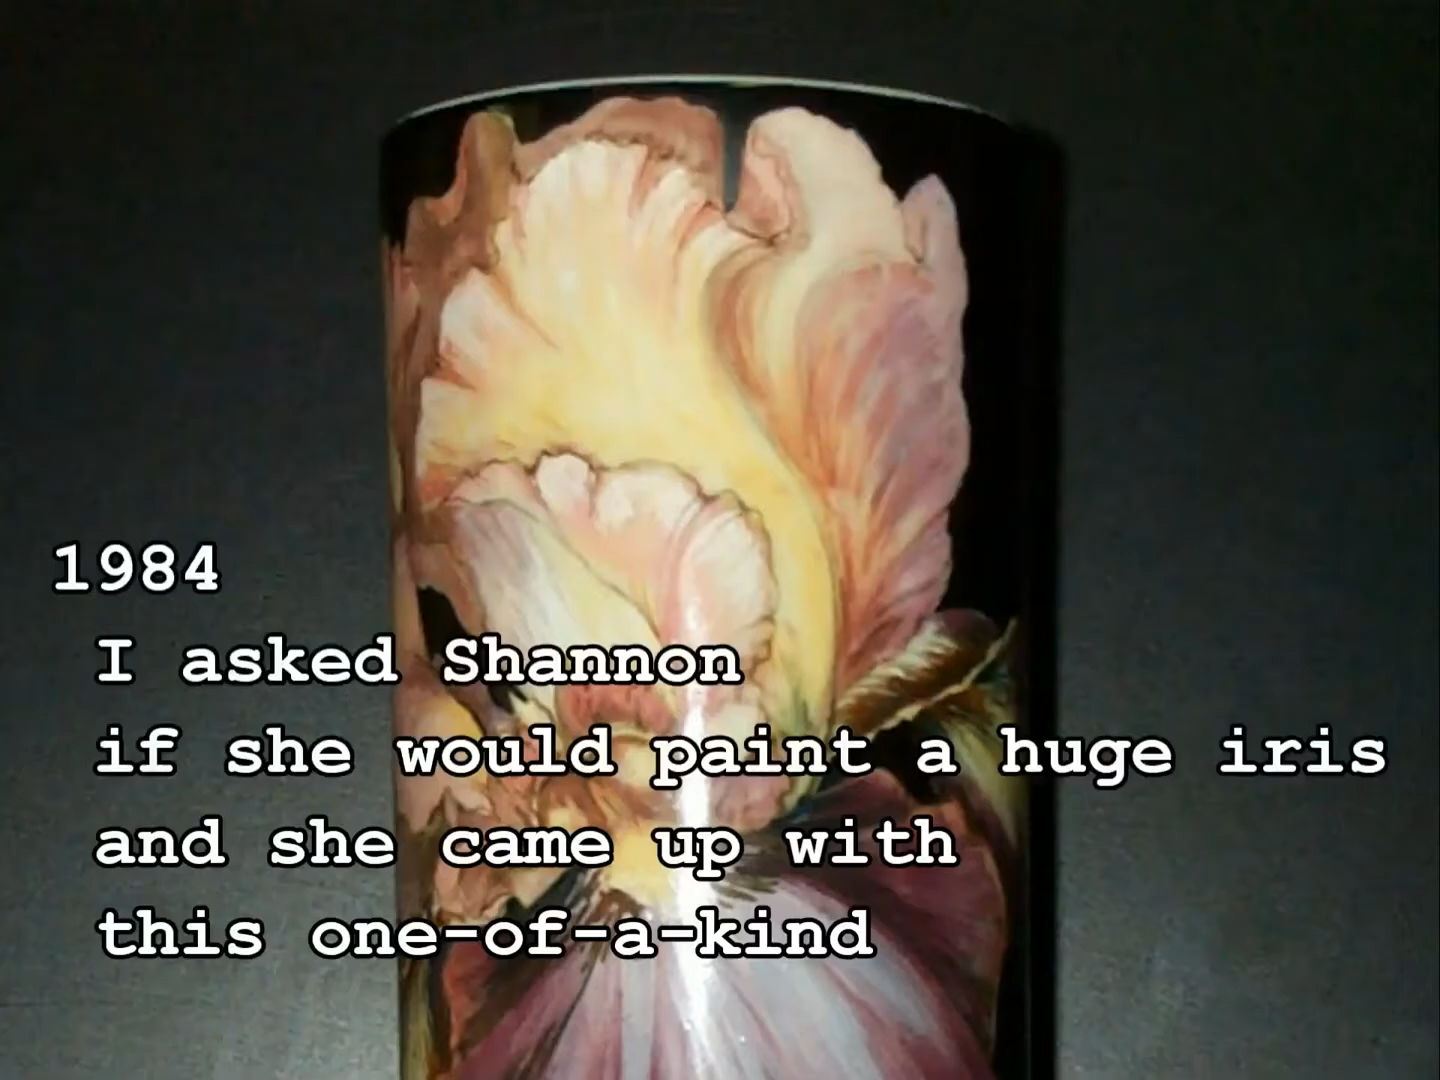 1984
I asked Shannon
if she would paint a huge iris
and she came up with
this one-of-a-kind